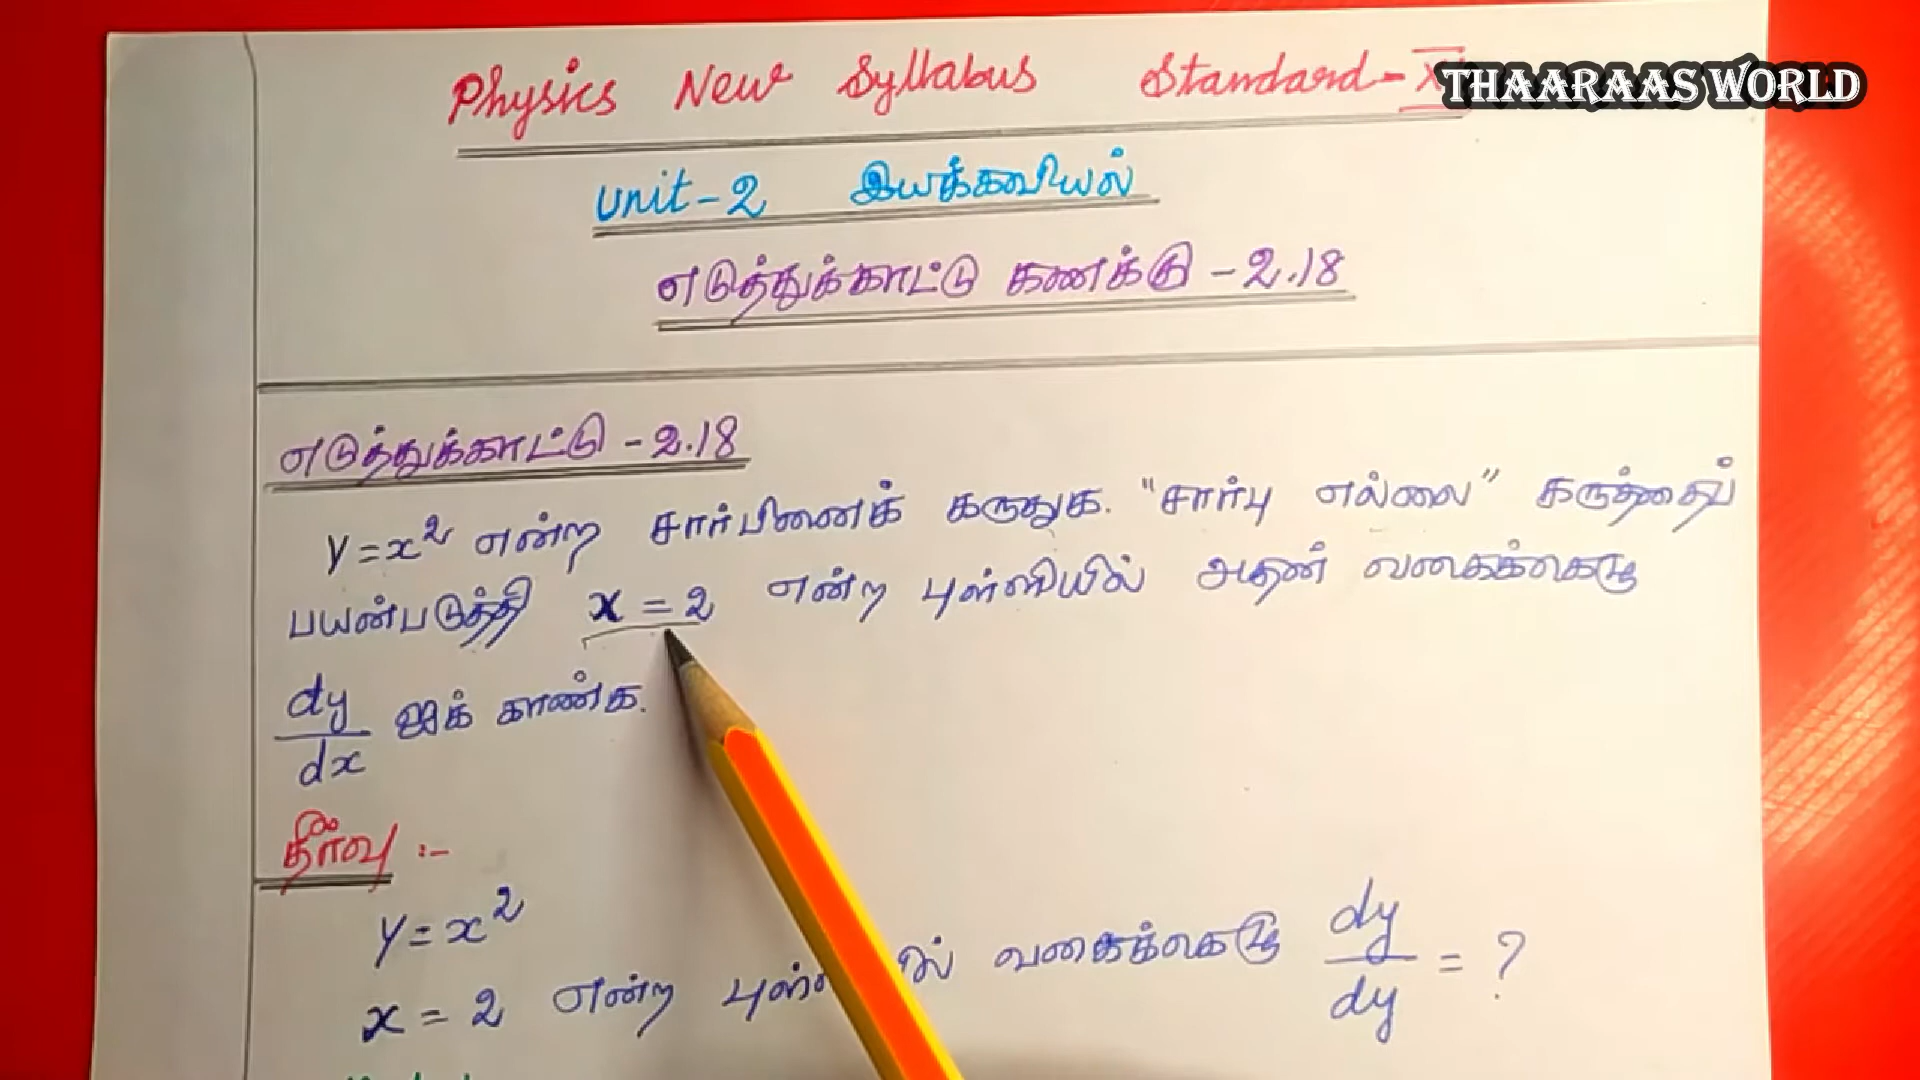 Physics New Syllabus Standard-
THAARAAS WORLD
Unit-2 இயக்கவியல்
எடுத்துக்காட்டு கணக்கு - 2.18
எடுத்துக்காட்டு - 2.18
y = x² என்ற சார்பினைக் கருதுக. "சார்பு எல்லை" கருத்தைப்
பயன்படுத்தி x = 2 என்ற புள்ளியில் அதன் வகைக்கெழு
dy/dx ஐக் காண்க.
தீர்வு :-
y = x²
x = 2 என்ற வகைக்கெழு dy/dy = ?